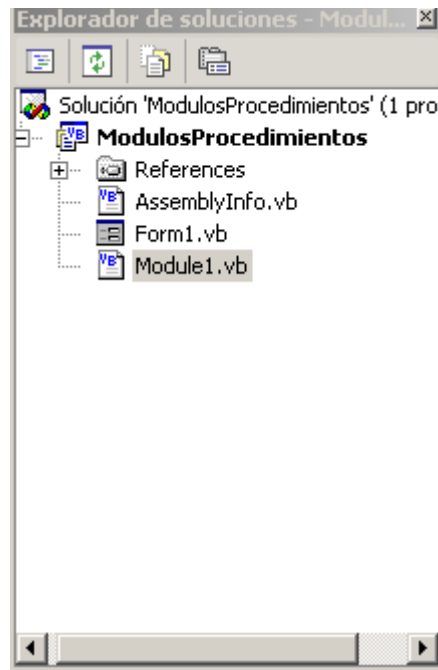 Explorador de soluciones - Modul...
Solución 'ModulosProcedimientos' (1 pro
ModulosProcedimientos
References
AssemblyInfo.vb
Form1.vb
Module1.vb